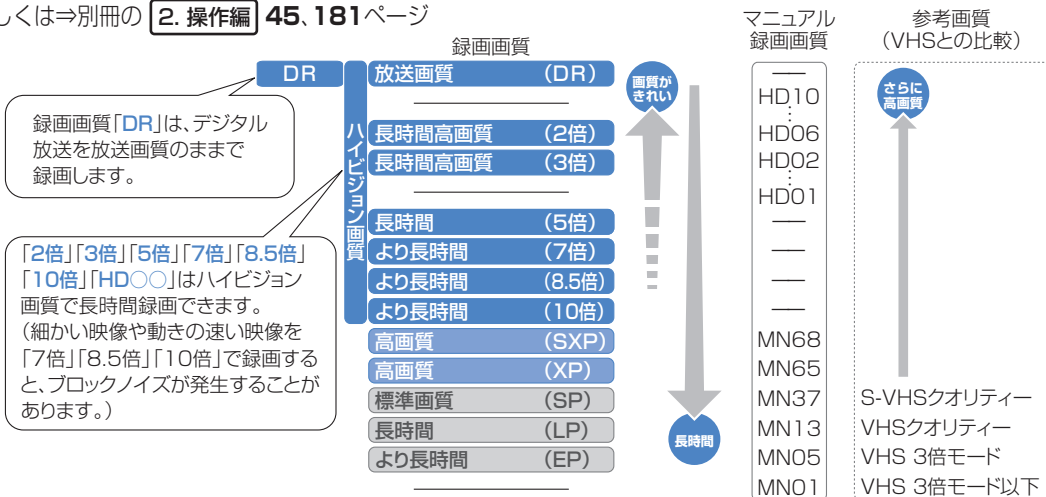 しくは⇒別冊の 2. 操作編 45、181ページ
録画画質
マニュアル
録画画質
参考画質
（VHSとの比較）
DR
ハイビジョン画質
放送画質 （DR）
長時間高画質 （2倍）
長時間高画質 （3倍）
長時間 （5倍）
より長時間 （7倍）
より長時間 （8.5倍）
より長時間 （10倍）
高画質 （SXP）
高画質 （XP）
標準画質 （SP）
長時間 （LP）
より長時間 （EP）
録画画質「DR」は、デジタル
放送を放送画質のままで
録画します。
「2倍」「3倍」「5倍」「7倍」「8.5倍」
「10倍」「HD○○」はハイビジョン
画質で長時間録画できます。
（細かい映像や動きの速い映像を
「7倍」「8.5倍」「10倍」で録画する
と、ブロックノイズが発生することが
あります。）
画質が
きれい
長時間
──
HD10
：
HD06
HD02
：
HD01
──
──
──
──
MN68
MN65
MN37
MN13
MN05
MN01
さらに
高画質
S-VHSクオリティー
VHSクオリティー
VHS 3倍モード
VHS 3倍モード以下